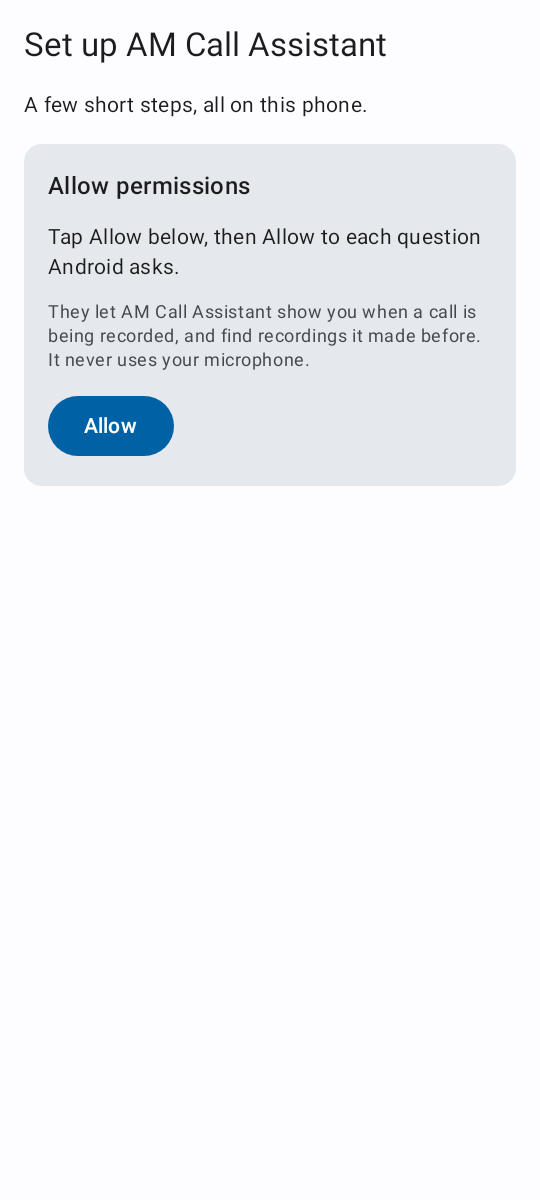 Set up AM Call Assistant
A few short steps, all on this phone.
Allow permissions
Tap Allow below, then Allow to each question
Android asks.
They let AM Call Assistant show you when a call is
being recorded, and find recordings it made before.
It never uses your microphone.
Allow